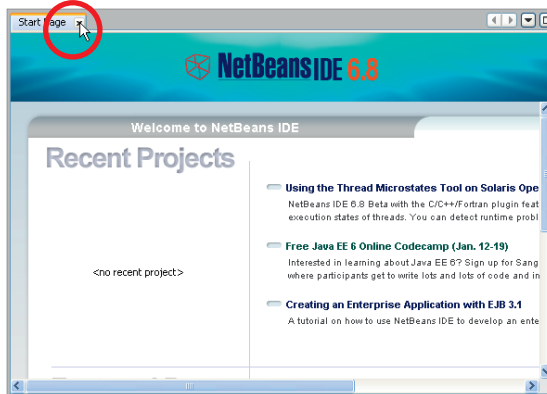 Start Page
NetBeans IDE 6.8
Welcome to NetBeans IDE
Recent Projects
<no recent project>
Using the Thread Microstates Tool on Solaris Ope
NetBeans IDE 6.8 Beta with the C/C++/Fortran plugin feat
execution states of threads. You can detect runtime probl
Free Java EE 6 Online Codecamp (Jan. 12-19)
Interested in learning about Java EE 6? Sign up for Sang
where participants get to write lots and lots of code and in
Creating an Enterprise Application with EJB 3.1
A tutorial on how to use NetBeans IDE to develop an ente